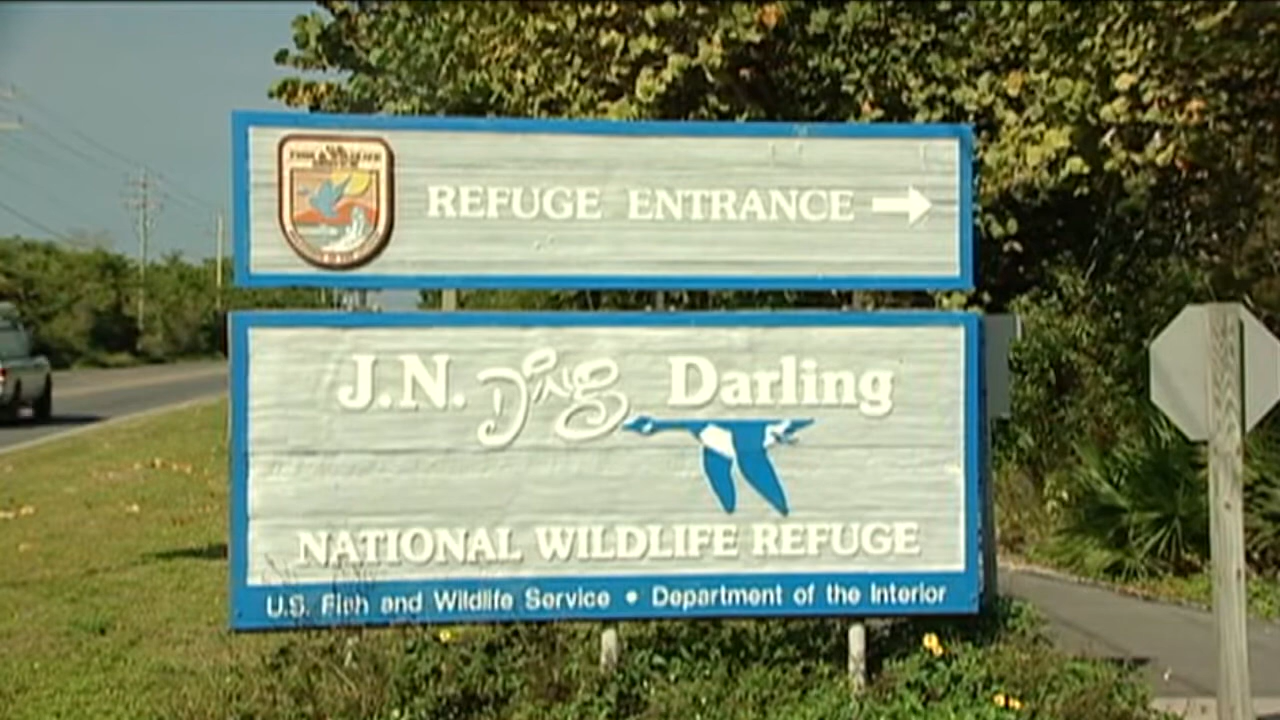 REFUGE ENTRANCE
J.N. Ding Darling
NATIONAL WILDLIFE REFUGE
U.S. Fish and Wildlife Service • Department of the Interior